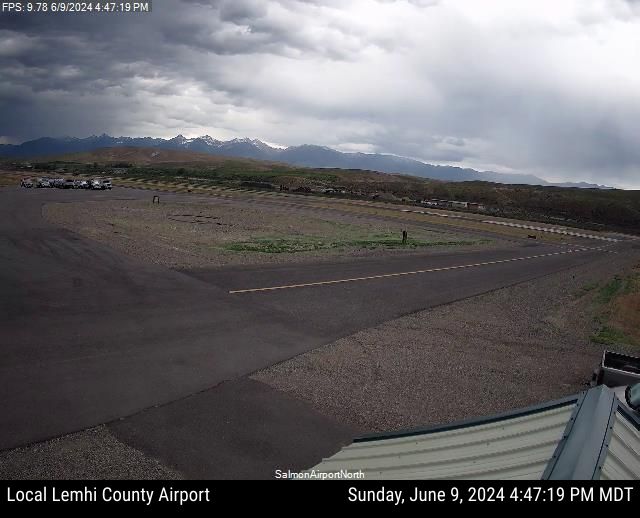 FPS: 9.78 6/9/2024 4:47:19 PM
SalmonAirportNorth
Local Lemhi County Airport
Sunday, June 9, 2024 4:47:19 PM MDT